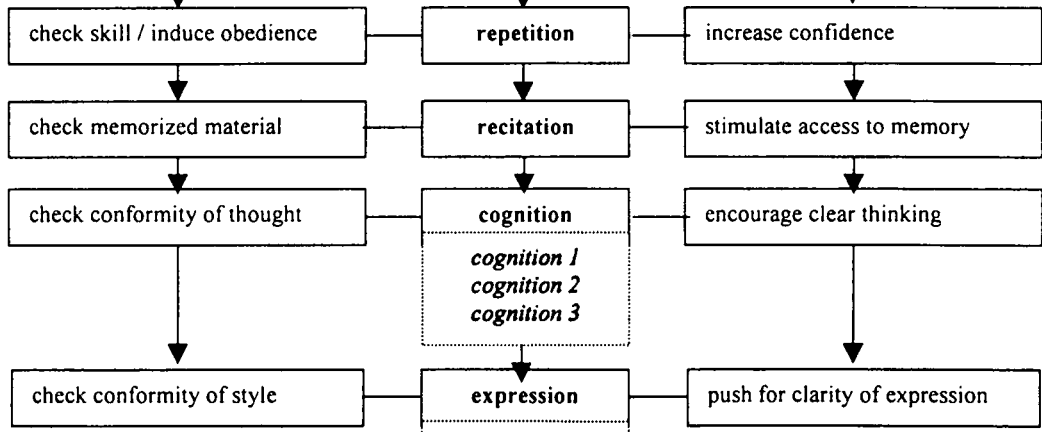 check skill / induce obedience
repetition
increase confidence
check memorized material
recitation
stimulate access to memory
check conformity of thought
cognition
encourage clear thinking
cognition 1
cognition 2
cognition 3
check conformity of style
expression
push for clarity of expression